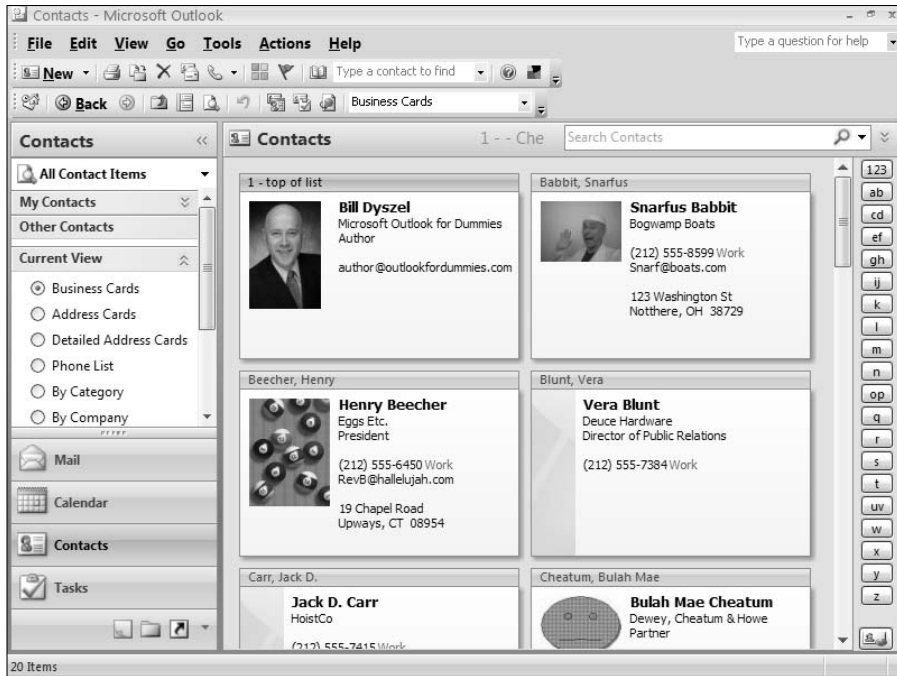 Contacts - Microsoft Outlook
File Edit View Go Tools Actions Help
Type a question for help
New
Type a contact to find
Back
Business Cards
Contacts
Contacts
1 - - Che
Search Contacts
All Contact Items
My Contacts
Other Contacts
Current View
Business Cards
Address Cards
Detailed Address Cards
Phone List
By Category
By Company
Mail
Calendar
Contacts
Tasks
1 - top of list
Bill Dyszel
Microsoft Outlook for Dummies
Author
author@outlookfordummies.com
Babbit, Snarfus
Snarfus Babbit
Bogwamp Boats
(212) 555-8599 Work
Snarf@boats.com
123 Washington St
Notthere, OH 38729
Beecher, Henry
Henry Beecher
Eggs Etc.
President
(212) 555-6450 Work
RevB@hallelujah.com
19 Chapel Road
Upways, CT 08954
Blunt, Vera
Vera Blunt
Deuce Hardware
Director of Public Relations
(212) 555-7384 Work
Carr, Jack D.
Jack D. Carr
HoistCo
(212) 555-7415 Work
Cheatum, Bulah Mae
Bulah Mae Cheatum
Dewey, Cheatum & Howe
Partner
123
ab
cd
ef
gh
ij
k
l
m
n
op
q
r
s
t
uv
w
x
y
z
20 Items